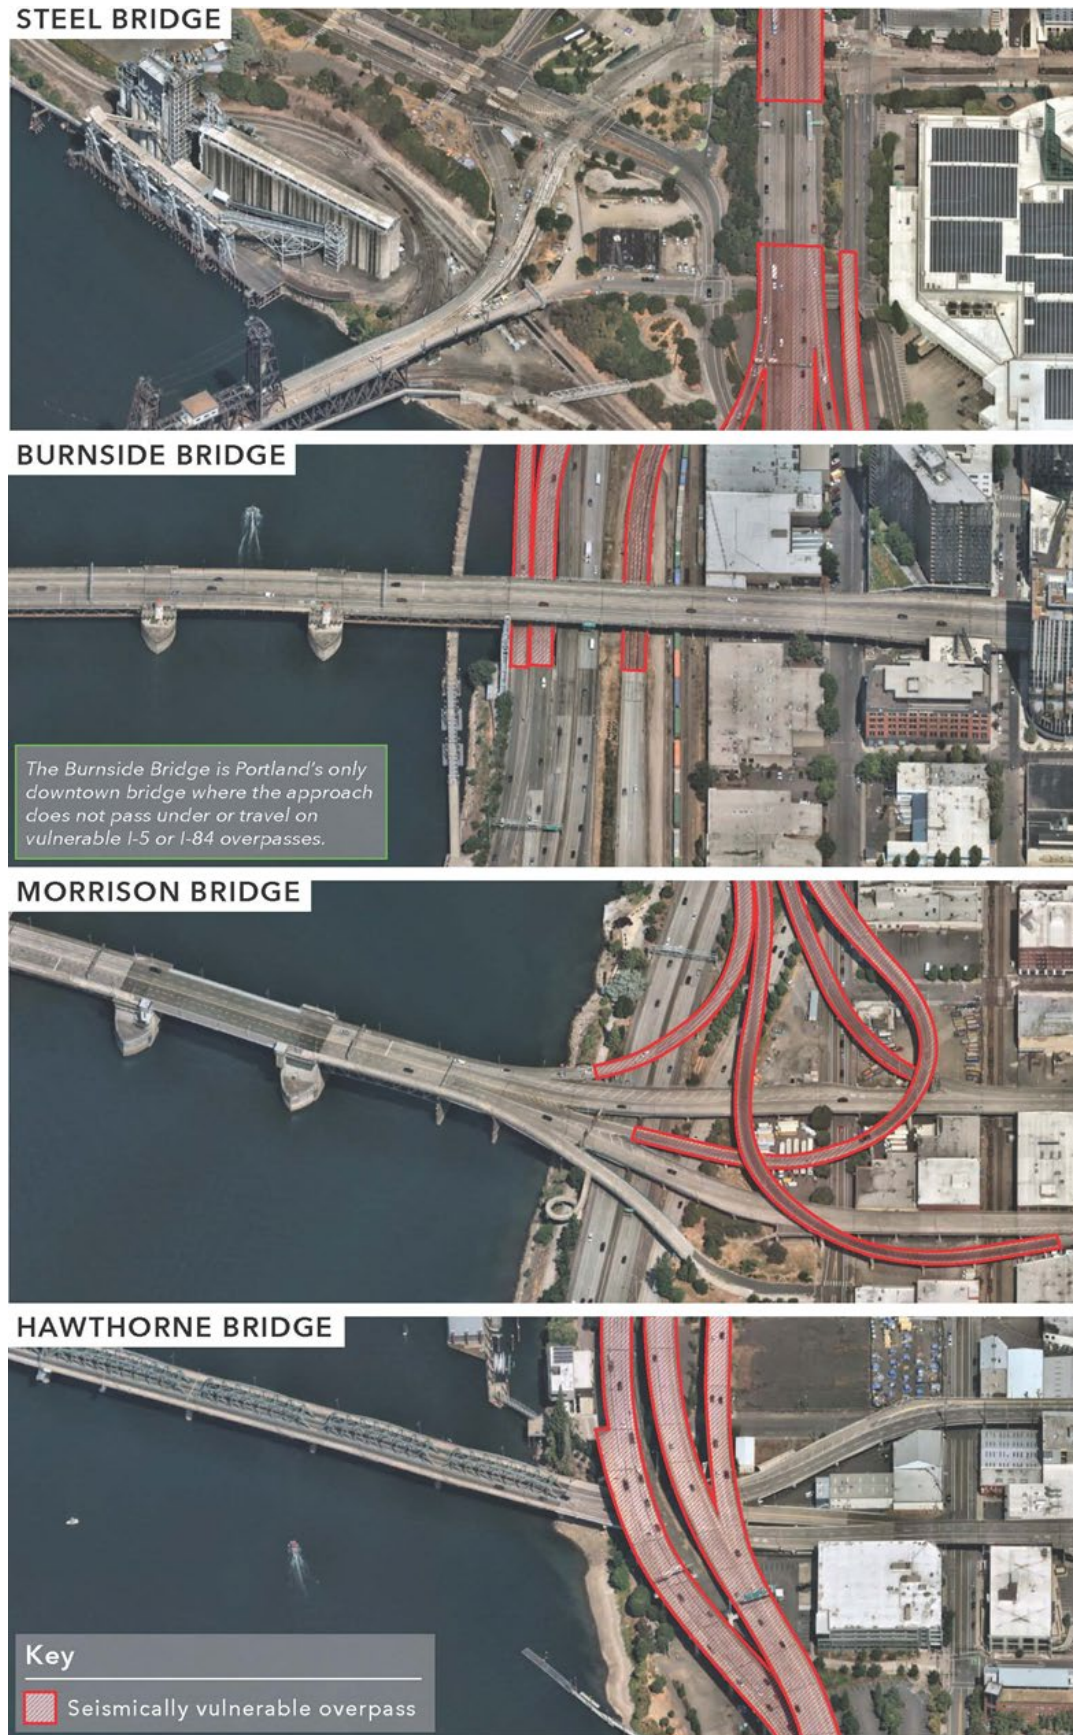 STEEL BRIDGE
BURNSIDE BRIDGE
The Burnside Bridge is Portland's only
downtown bridge where the approach
does not pass under or travel on
vulnerable I-5 or I-84 overpasses.
MORRISON BRIDGE
HAWTHORNE BRIDGE
Key
Seismically vulnerable overpass